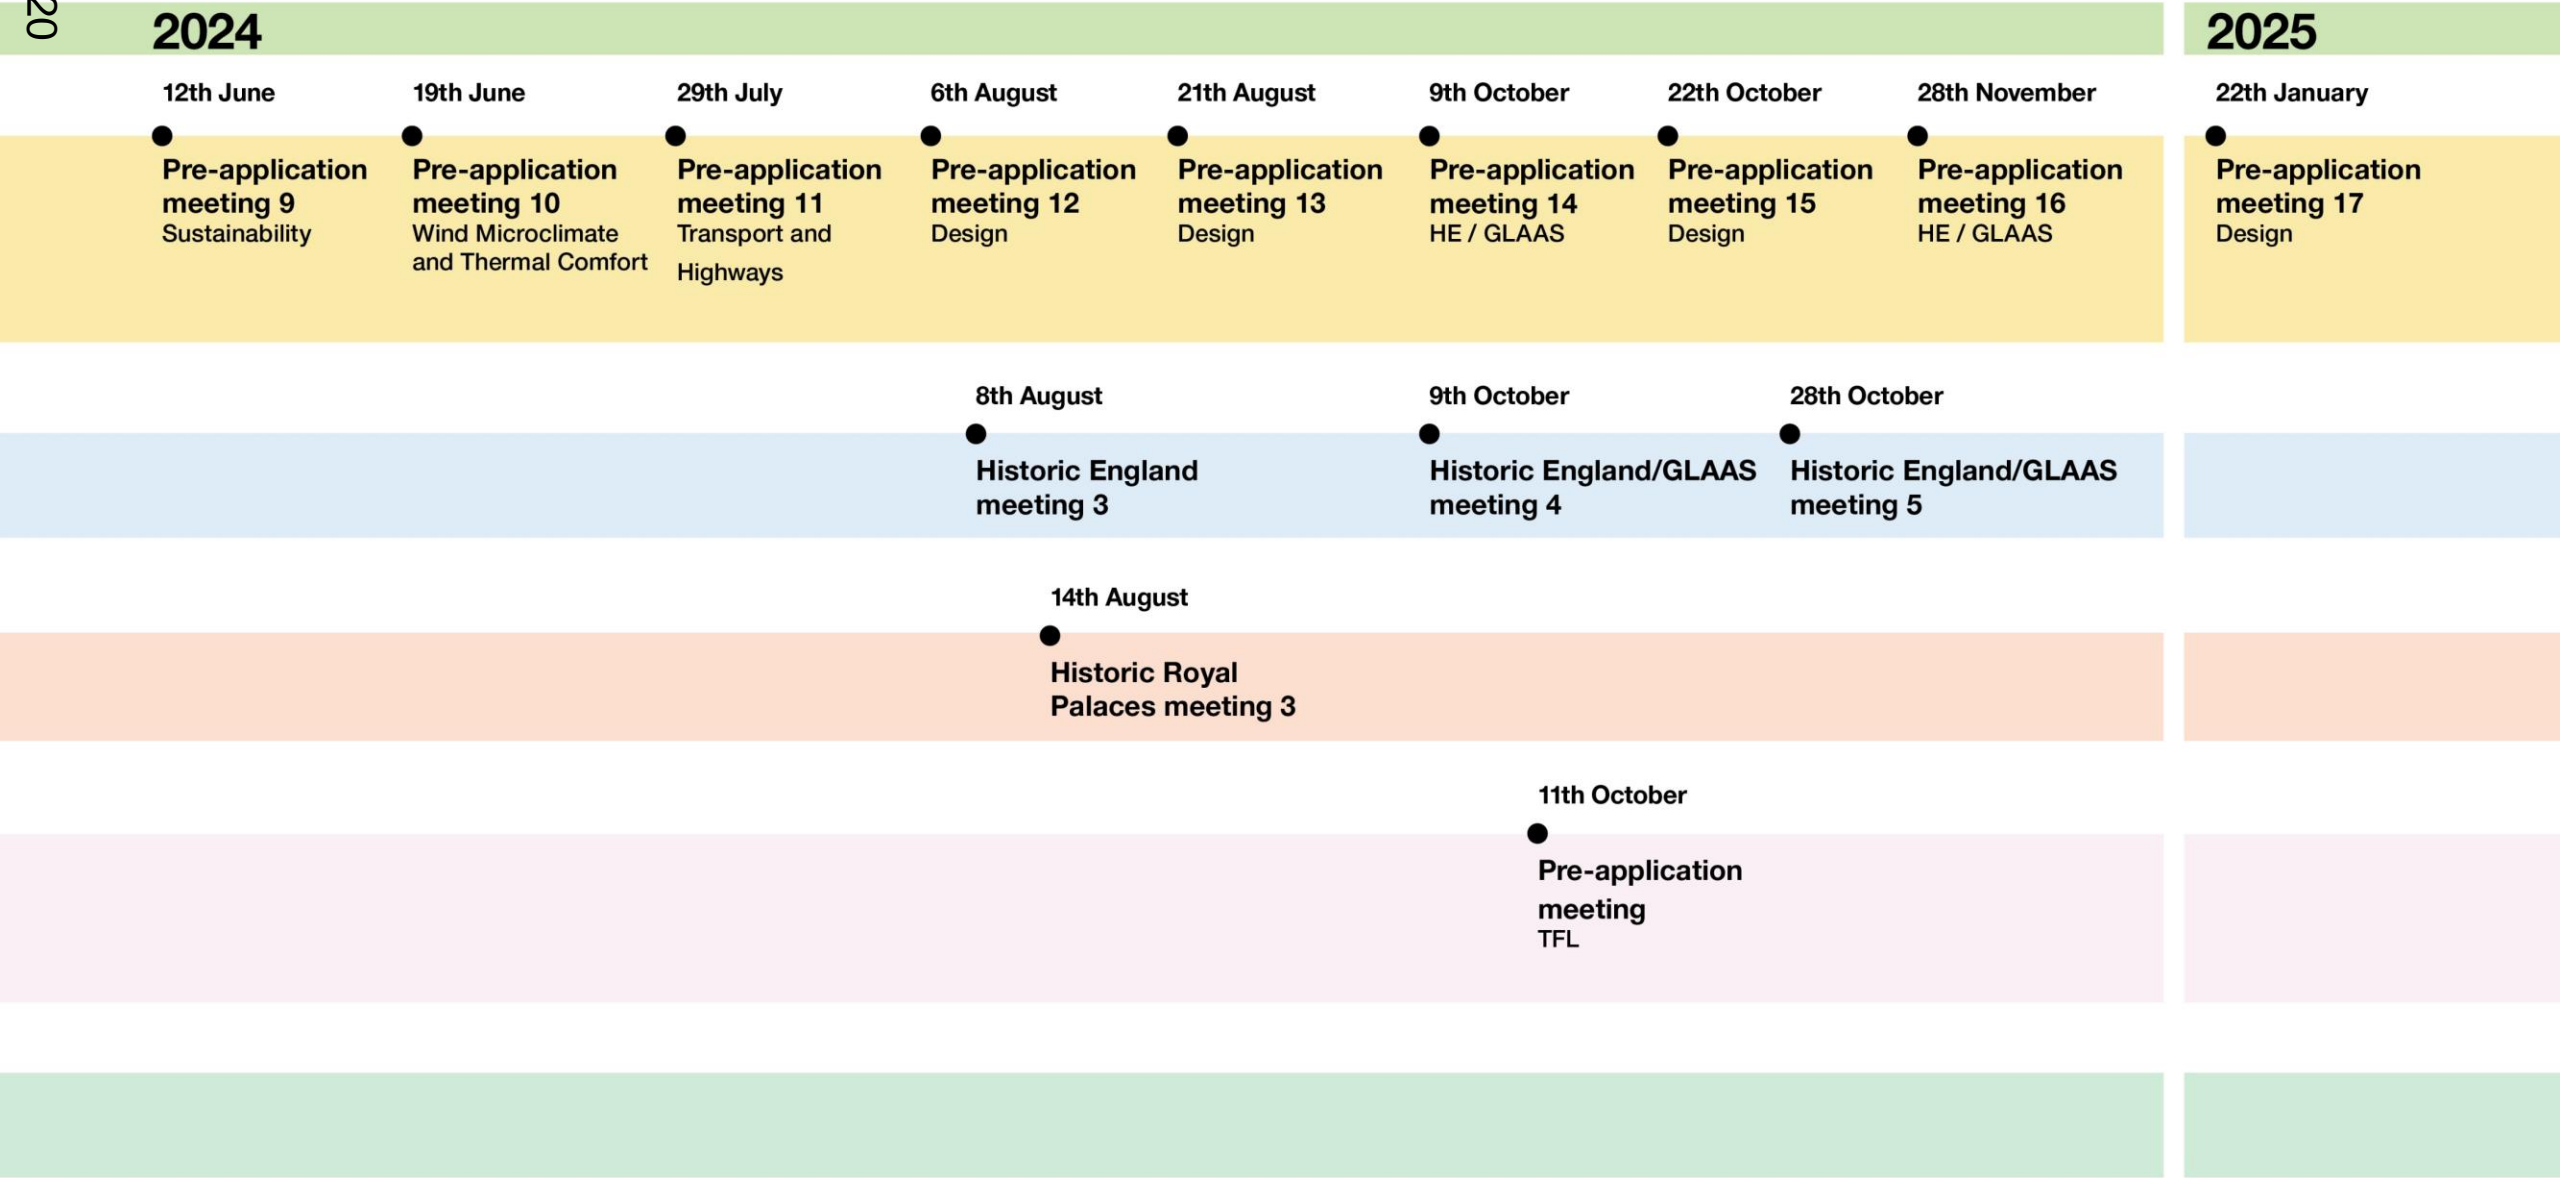 20
2024
2025
12th June
19th June
29th July
6th August
21th August
9th October
22th October
28th November
22th January
Pre-application
meeting 9
Sustainability
Pre-application
meeting 10
Wind Microclimate
and Thermal Comfort
Pre-application
meeting 11
Transport and
Highways
Pre-application
meeting 12
Design
Pre-application
meeting 13
Design
Pre-application
meeting 14
HE / GLAAS
Pre-application
meeting 15
Design
Pre-application
meeting 16
HE / GLAAS
Pre-application
meeting 17
Design
8th August
9th October
28th October
Historic England
meeting 3
Historic England/GLAAS
meeting 4
Historic England/GLAAS
meeting 5
14th August
Historic Royal
Palaces meeting 3
11th October
Pre-application
meeting
TFL